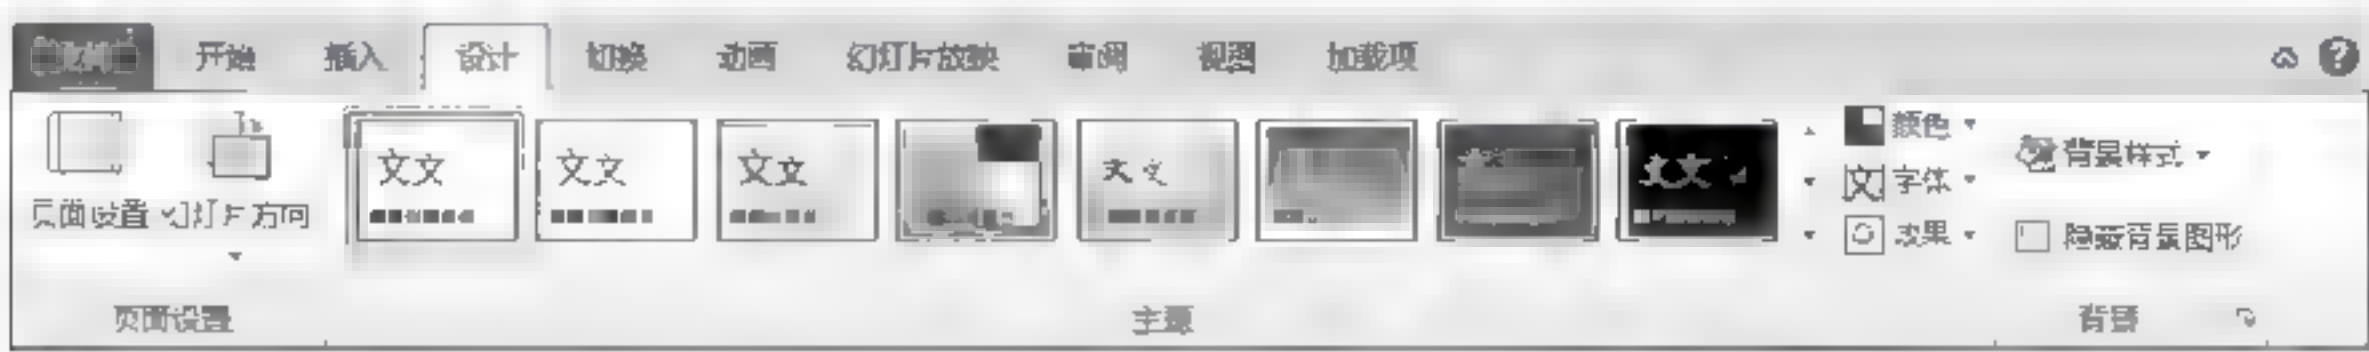 开始 插入 设计 切换 动画 幻灯片放映 审阅 视图 加载项
文文 文文 文文 颜色
背景样式
字体
页面设置 幻灯片方向 效果 隐藏背景图形
页面设置 主题 背景